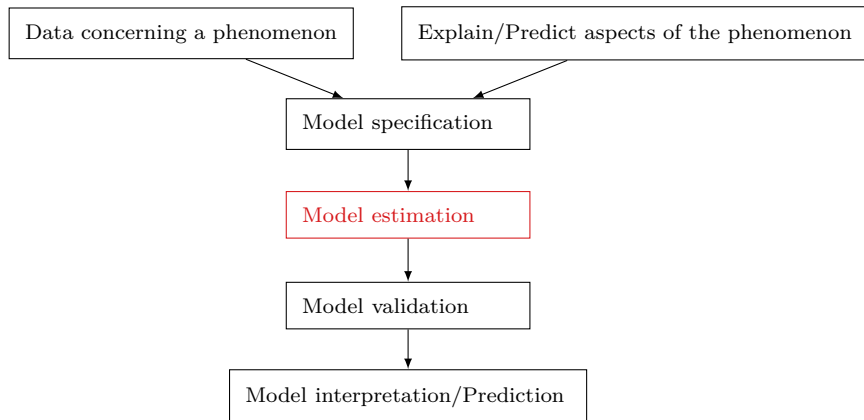 Data concerning a phenomenon
Explain/Predict aspects of the phenomenon
Model specification
Model estimation
Model validation
Model interpretation/Prediction